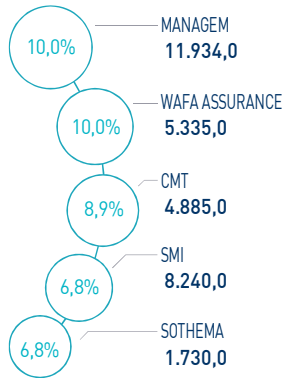 10,0%
MANAGEM
11.934,0
10,0%
WAFA ASSURANCE
5.335,0
8,9%
CMT
4.885,0
6,8%
SMI
8.240,0
6,8%
SOTHEMA
1.730,0